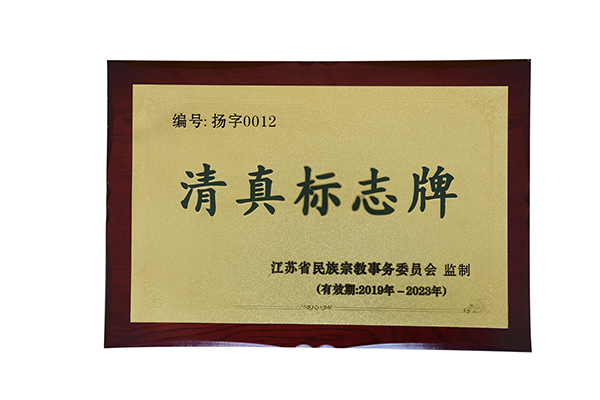 编号:扬字0012
清真标志牌
江苏省民族宗教事务委员会 监制
(有效期:2019年-2023年)